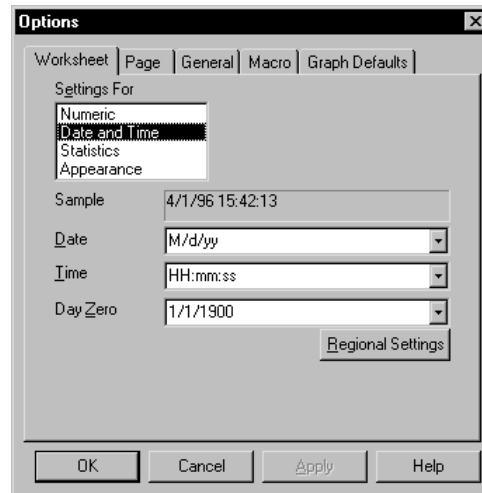 Options
Worksheet Page General Macro Graph Defaults
Settings For
Numeric
Date and Time
Statistics
Appearance
Sample 4/1/96 15:42:13
Date M/d/yy
Time HH:mm:ss
Day Zero 1/1/1900
Regional Settings
OK Cancel Apply Help